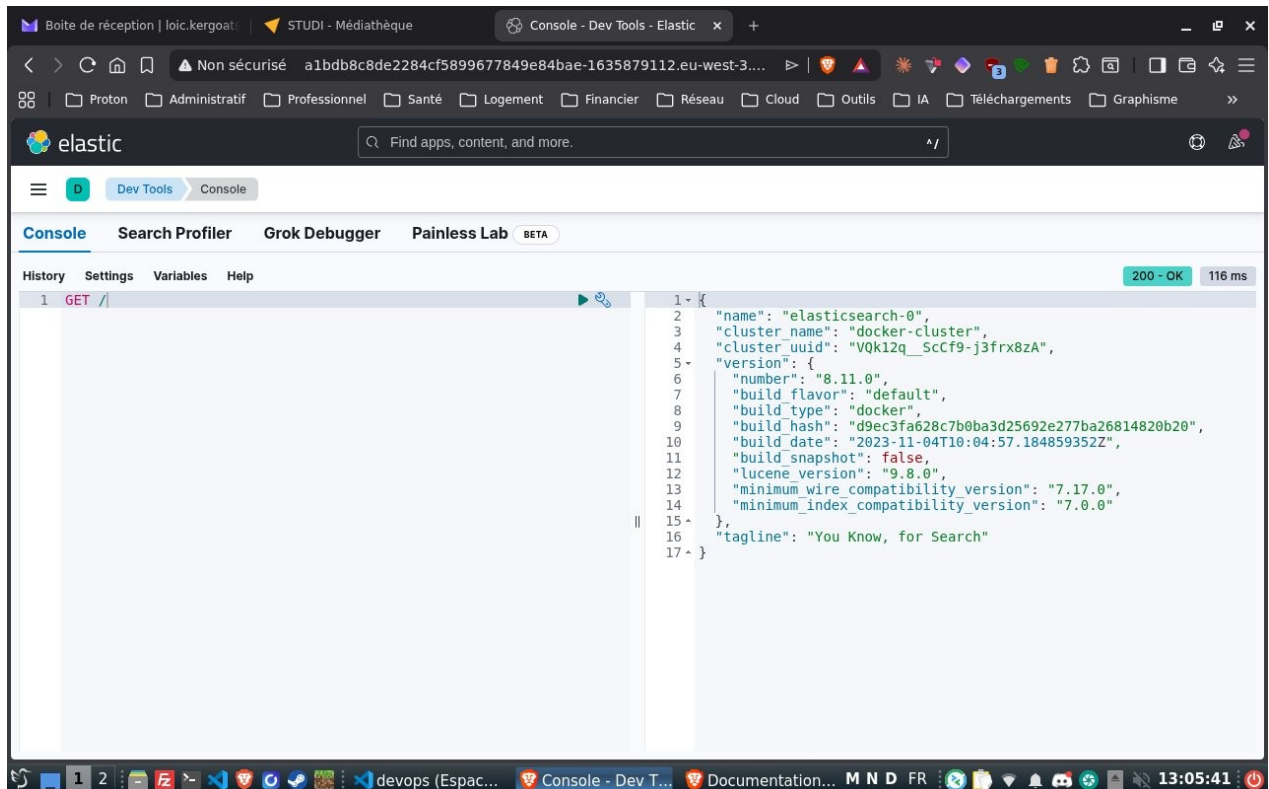 Boite de réception | loic.kergoat
STUDI - Médiathèque
Console - Dev Tools - Elastic
Non sécurisé a1bdb8c8de2284cf5899677849e84bae-1635879112.eu-west-3....
3
Proton Administratif Professionnel Santé Logement Financier Réseau Cloud Outils IA Téléchargements Graphisme »
elastic
Find apps, content, and more.
^/
D Dev Tools Console
Console Search Profiler Grok Debugger Painless Lab BETA
History Settings Variables Help
200 - OK 116 ms
1 GET /
1 {
2 "name": "elasticsearch-0",
3 "cluster_name": "docker-cluster",
4 "cluster_uuid": "VQk12q__ScCf9-j3frx8zA",
5 "version": {
6 "number": "8.11.0",
7 "build_flavor": "default",
8 "build_type": "docker",
9 "build_hash": "d9ec3fa628c7b0ba3d25692e277ba26814820b20",
10 "build_date": "2023-11-04T10:04:57.184859352Z",
11 "build_snapshot": false,
12 "lucene_version": "9.8.0",
13 "minimum_wire_compatibility_version": "7.17.0",
14 "minimum_index_compatibility_version": "7.0.0"
15 },
16 "tagline": "You Know, for Search"
17 }
1 2 devops (Espac... Console - Dev T... Documentation... M N D FR 13:05:41